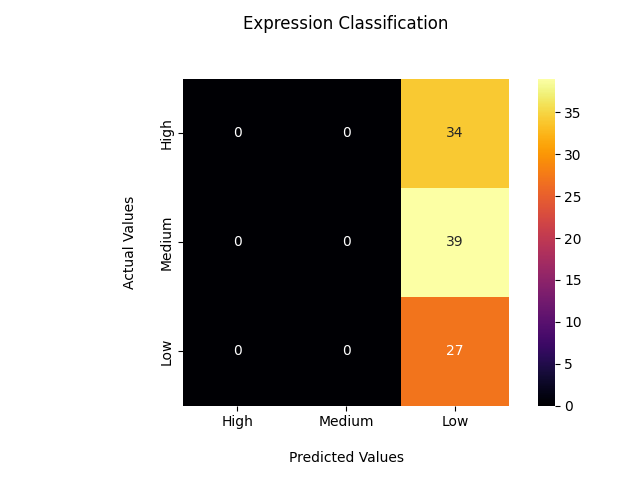 Expression Classification
High 0 0 34
Medium 0 0 39
Low 0 0 27
High Medium Low
Predicted Values
Actual Values
35
30
25
20
15
10
5
0